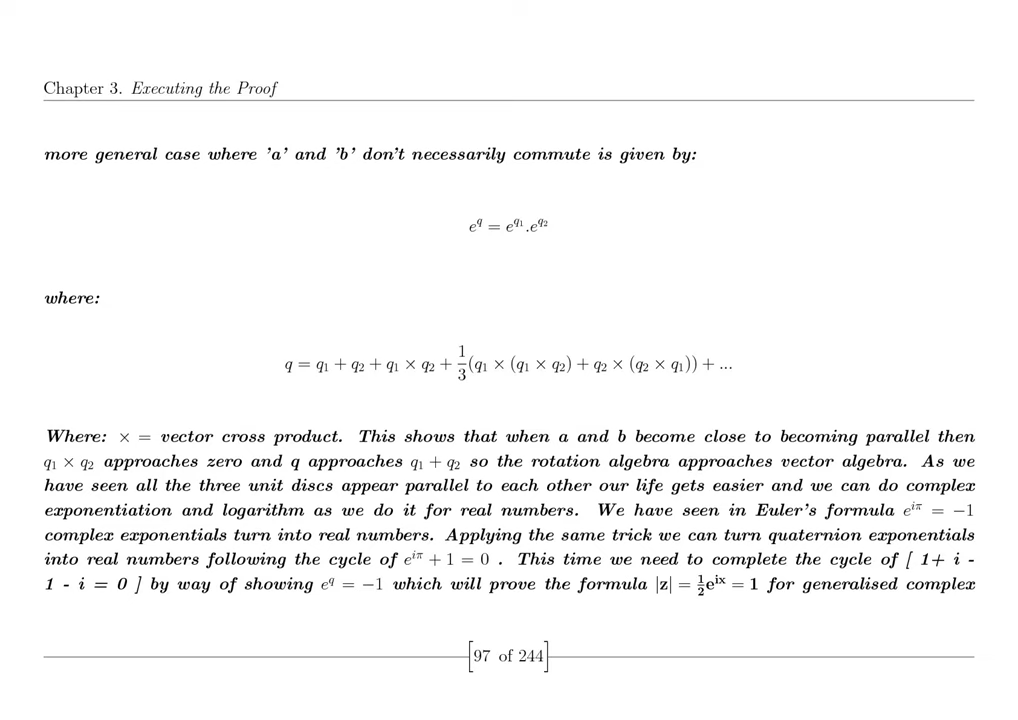 Chapter 3. Executing the Proof
more general case where 'a' and 'b' don't necessarily commute is given by:
e^q = e^{q_1}.e^{q_2}
where:
q = q_1 + q_2 + q_1 × q_2 + \frac{1}{3}(q_1 × (q_1 × q_2) + q_2 × (q_2 × q_1)) + ...
Where: × = vector cross product. This shows that when a and b become close to becoming parallel then
q_1 × q_2 approaches zero and q approaches q_1 + q_2 so the rotation algebra approaches vector algebra. As we
have seen all the three unit discs appear parallel to each other our life gets easier and we can do complex
exponentiation and logarithm as we do it for real numbers. We have seen in Euler's formula e^{iπ} = −1
complex exponentials turn into real numbers. Applying the same trick we can turn quaternion exponentials
into real numbers following the cycle of e^{iπ} + 1 = 0 . This time we need to complete the cycle of [ 1+ i -
1 - i = 0 ] by way of showing e^q = −1 which will prove the formula |z| = \frac{1}{2}e^{ix} = 1 for generalised complex
97 of 244